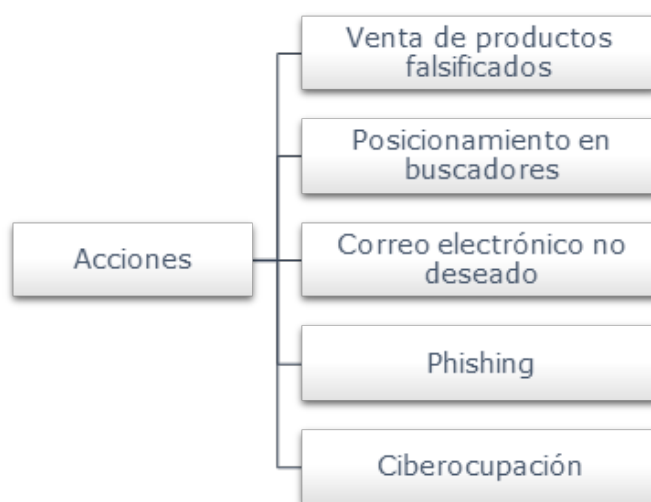 Acciones
Venta de productos
falsificados
Posicionamiento en
buscadores
Correo electrónico no
deseado
Phishing
Ciberocupación